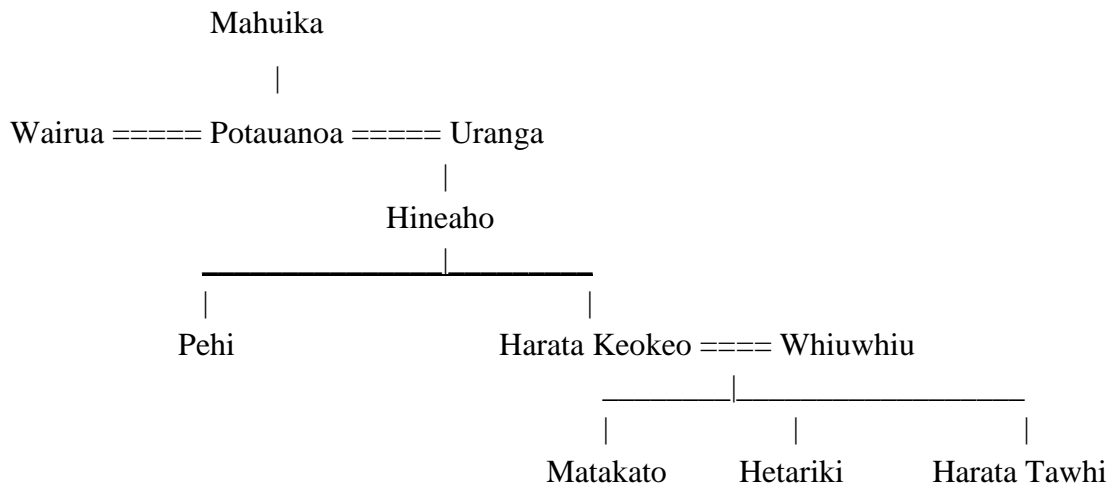 Mahuika
Wairua ===== Potauanoa ===== Uranga
Hineaho
Pehi Harata Keokeo ==== Whiuwhiu
Matakato Hetariki Harata Tawhi